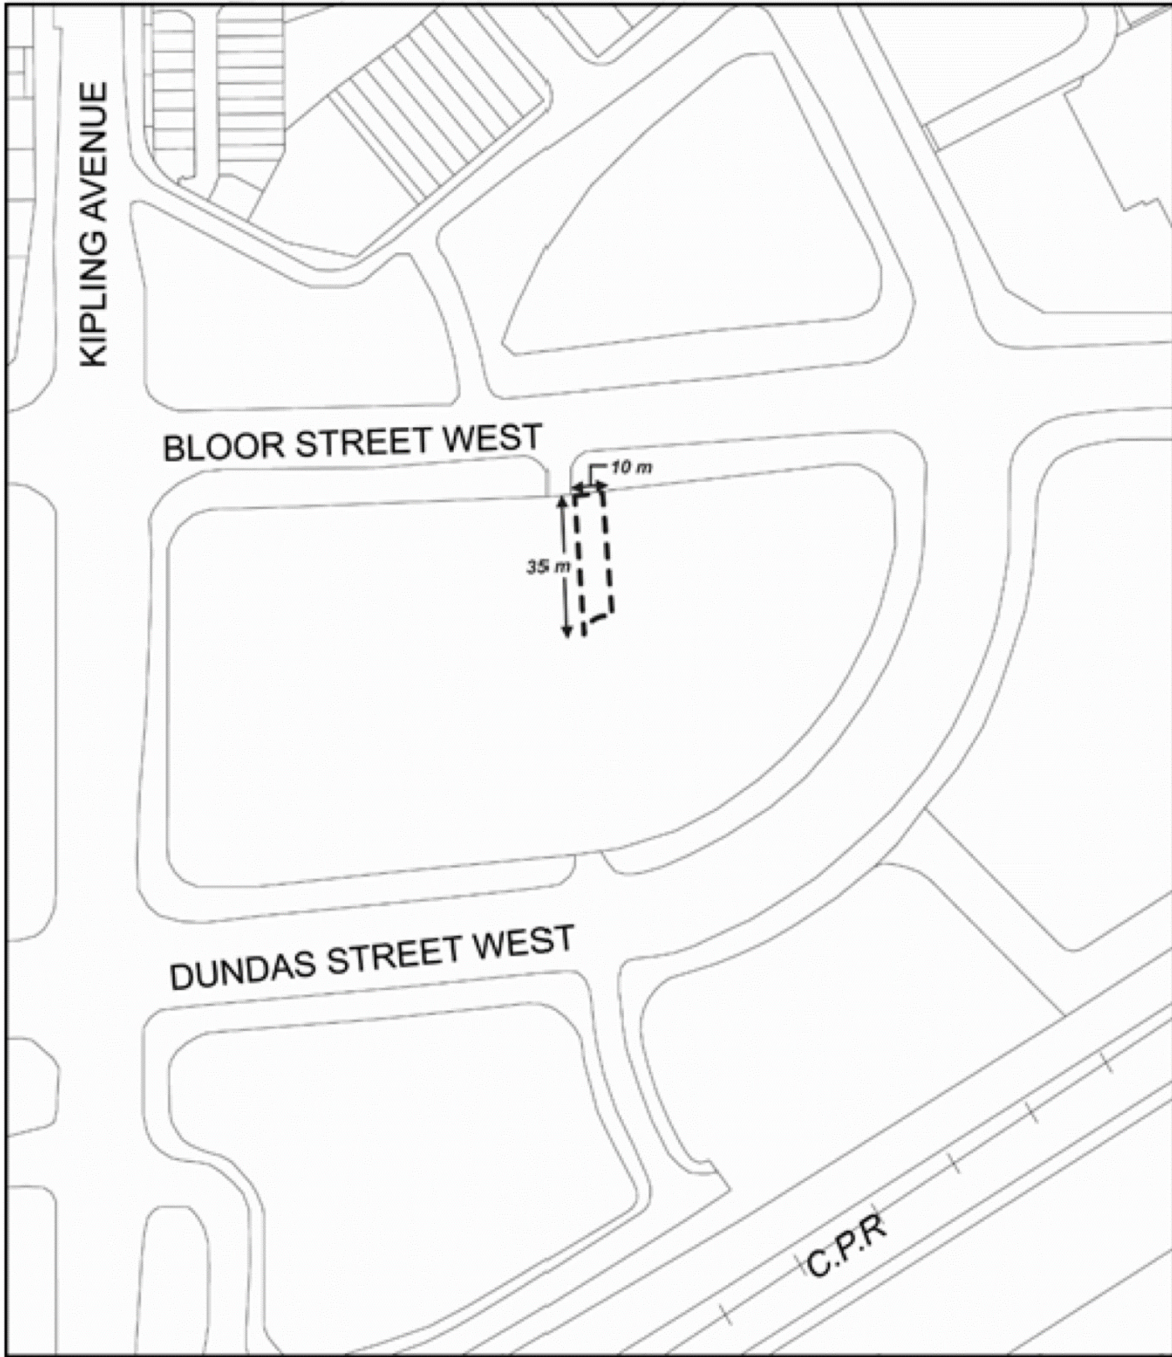 KIPLING AVENUE
BLOOR STREET WEST
10 m
35 m
DUNDAS STREET WEST
C.P.R